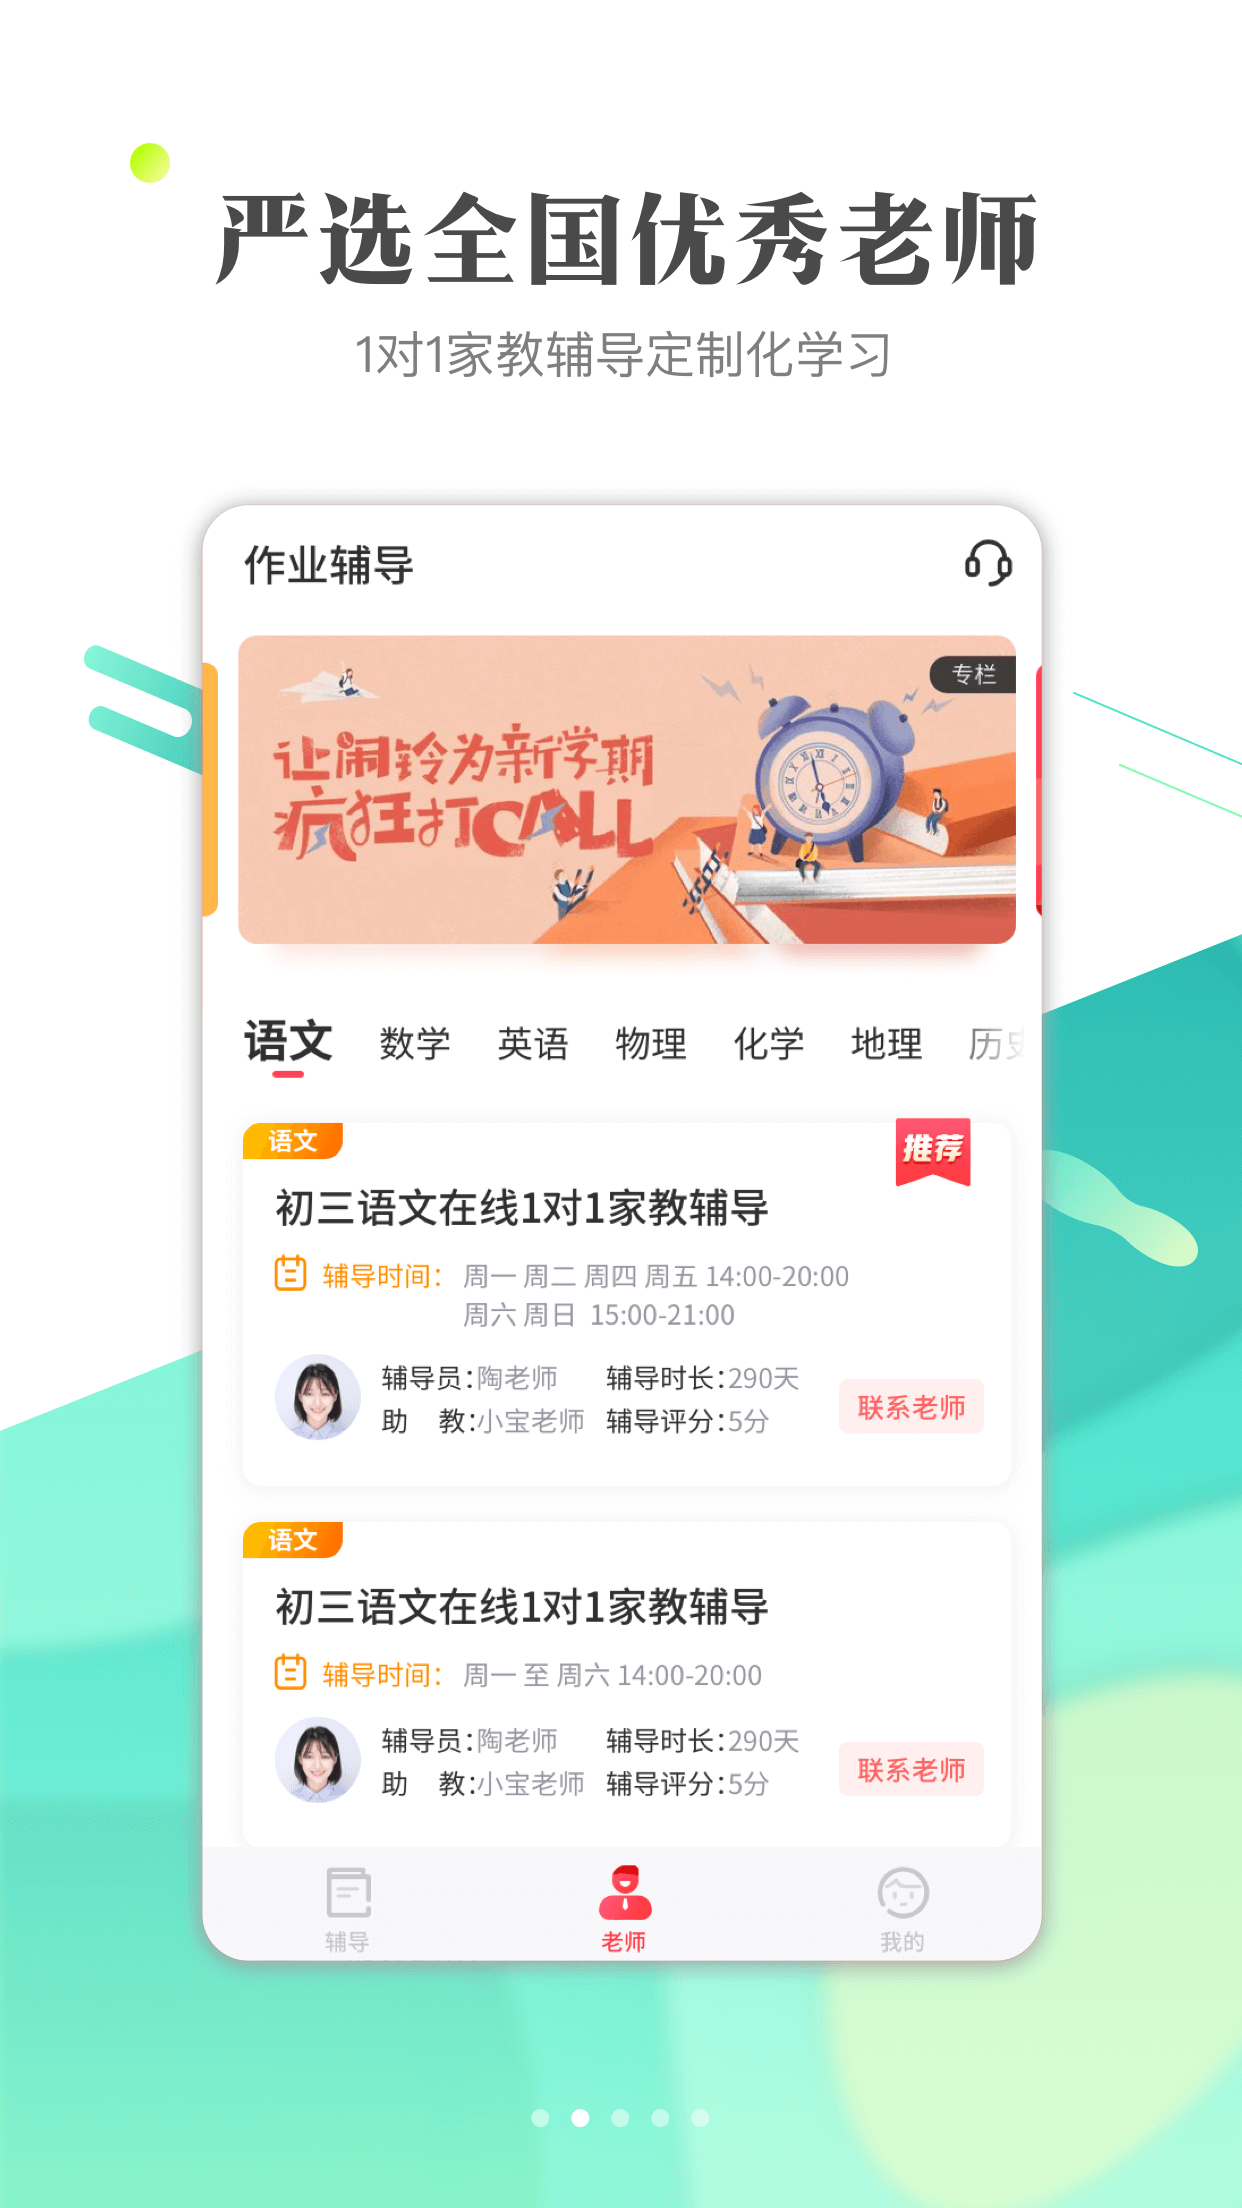 严选全国优秀老师
1对1家教辅导定制化学习
作业辅导
专栏
让闹铃为新学期
疯狂打CALL
语文 数学 英语 物理 化学 地理 历史
语文
推荐
初三语文在线1对1家教辅导
辅导时间： 周一 周二 周四 周五 14:00-20:00
周六 周日 15:00-21:00
辅导员：陶老师 辅导时长：290天
助 教：小宝老师 辅导评分：5分
联系老师
语文
初三语文在线1对1家教辅导
辅导时间： 周一 至 周六 14:00-20:00
辅导员：陶老师 辅导时长：290天
助 教：小宝老师 辅导评分：5分
联系老师
辅导 老师 我的